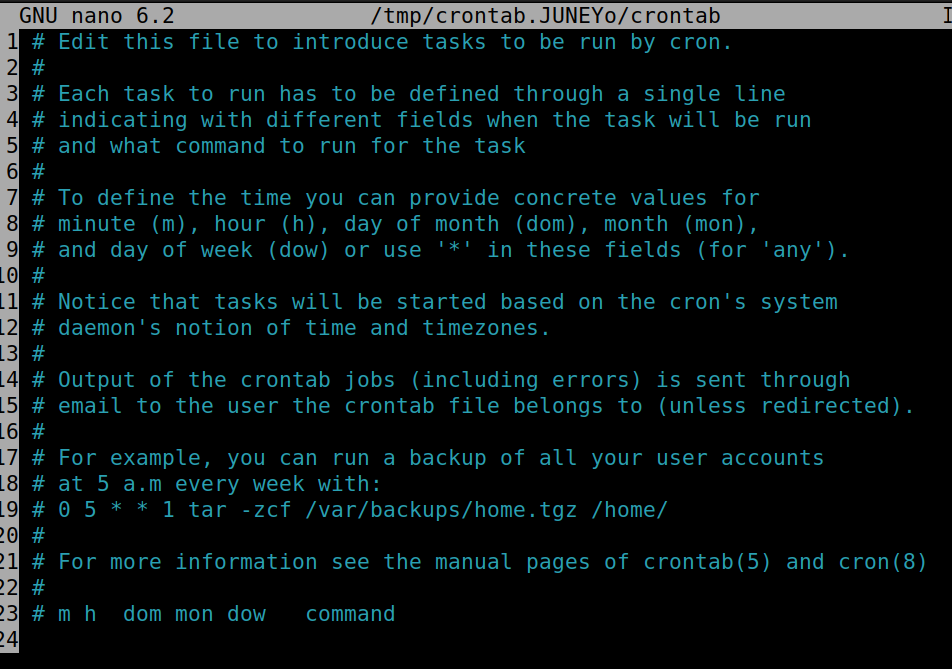 GNU nano 6.2 /tmp/crontab.JUNEYo/crontab
1 # Edit this file to introduce tasks to be run by cron.
2 #
3 # Each task to run has to be defined through a single line
4 # indicating with different fields when the task will be run
5 # and what command to run for the task
6 #
7 # To define the time you can provide concrete values for
8 # minute (m), hour (h), day of month (dom), month (mon),
9 # and day of week (dow) or use '*' in these fields (for 'any').
10 #
11 # Notice that tasks will be started based on the cron's system
12 # daemon's notion of time and timezones.
13 #
14 # Output of the crontab jobs (including errors) is sent through
15 # email to the user the crontab file belongs to (unless redirected).
16 #
17 # For example, you can run a backup of all your user accounts
18 # at 5 a.m every week with:
19 # 0 5 * * 1 tar -zcf /var/backups/home.tgz /home/
20 #
21 # For more information see the manual pages of crontab(5) and cron(8)
22 #
23 # m h  dom mon dow   command
24